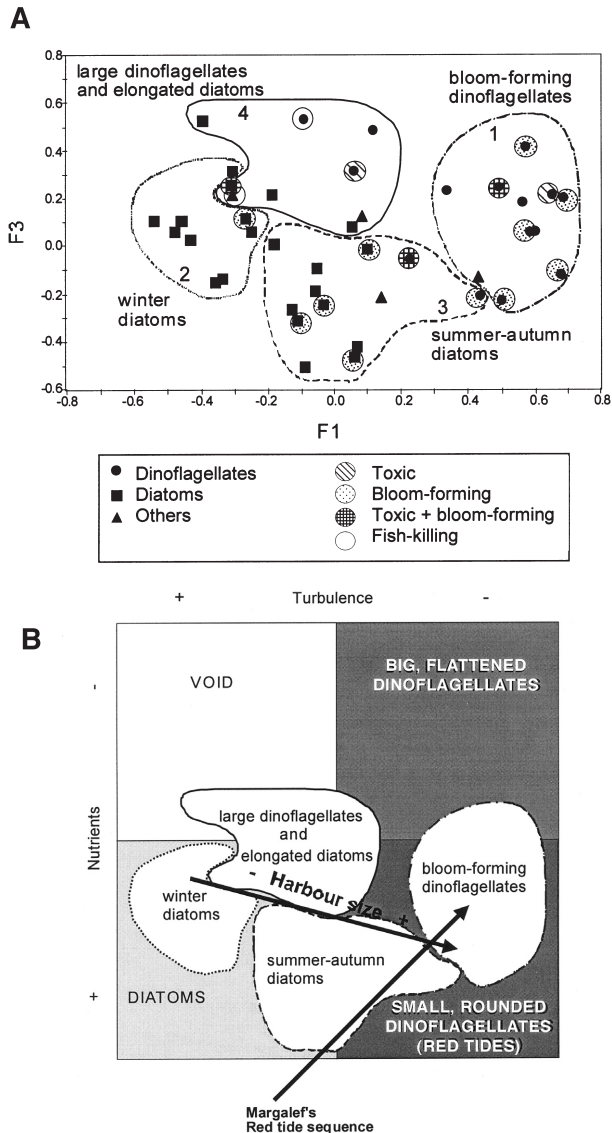 A
0.8
0.6
0.4
0.2
0.0
-0.2
-0.4
-0.6
F3
large dinoflagellates
and elongated diatoms
4
bloom-forming
dinoflagellates
1
2
winter
diatoms
3
summer-autumn
diatoms
-0.8 -0.6 -0.4 -0.2 0.0 0.2 0.4 0.6 0.8
F1
Dinoflagellates
Diatoms
Others
Toxic
Bloom-forming
Toxic + bloom-forming
Fish-killing
+ Turbulence -
B
-
Nutrients
+
VOID
BIG, FLATTENED
DINOFLAGELLATES
large dinoflagellates
and
elongated diatoms
- Harbour size +
winter
diatoms
bloom-forming
dinoflagellates
summer-autumn
diatoms
DIATOMS
SMALL, ROUNDED
DINOFLAGELLATES
(RED TIDES)
Margalef's
Red tide sequence